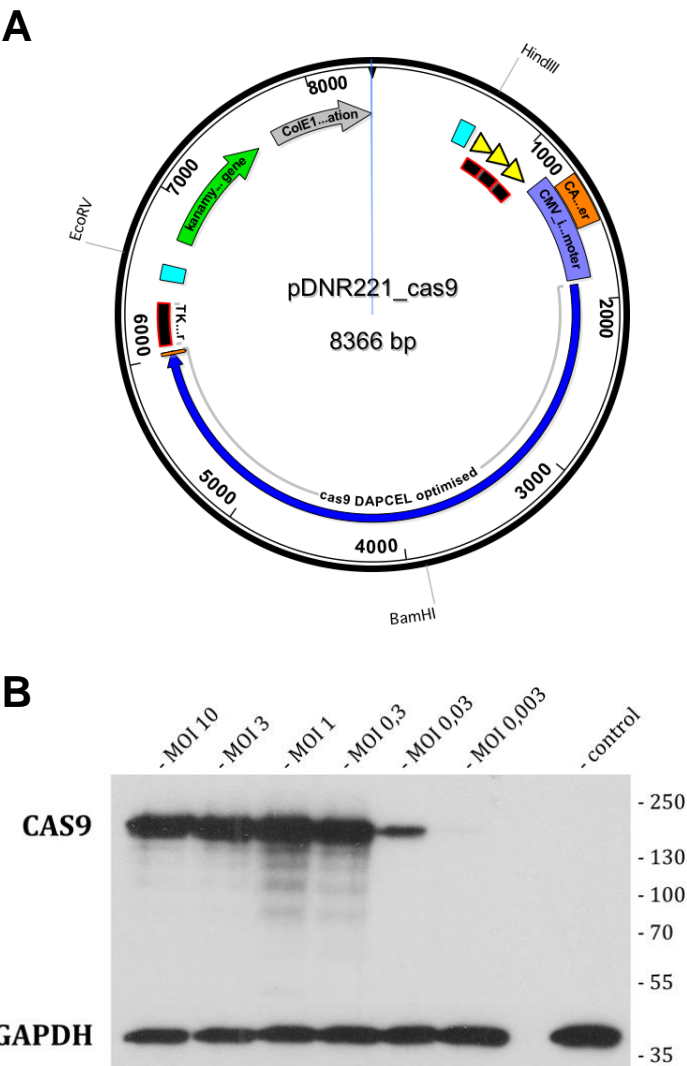 A
HindIII
8000
ColE1...ation
1000
CA...er
7000
kanamy... gene
CMV_i...moter
EcoRV
pDNR221_cas9
2000
TK...r
8366 bp
6000
cas9 DAPCEL optimised
5000
3000
4000
BamHI
B
- MOI 10
- MOI 3
- MOI 1
- MOI 0,3
- MOI 0,03
- MOI 0,003
- control
CAS9
- 250
- 130
- 100
- 70
- 55
GAPDH
- 35